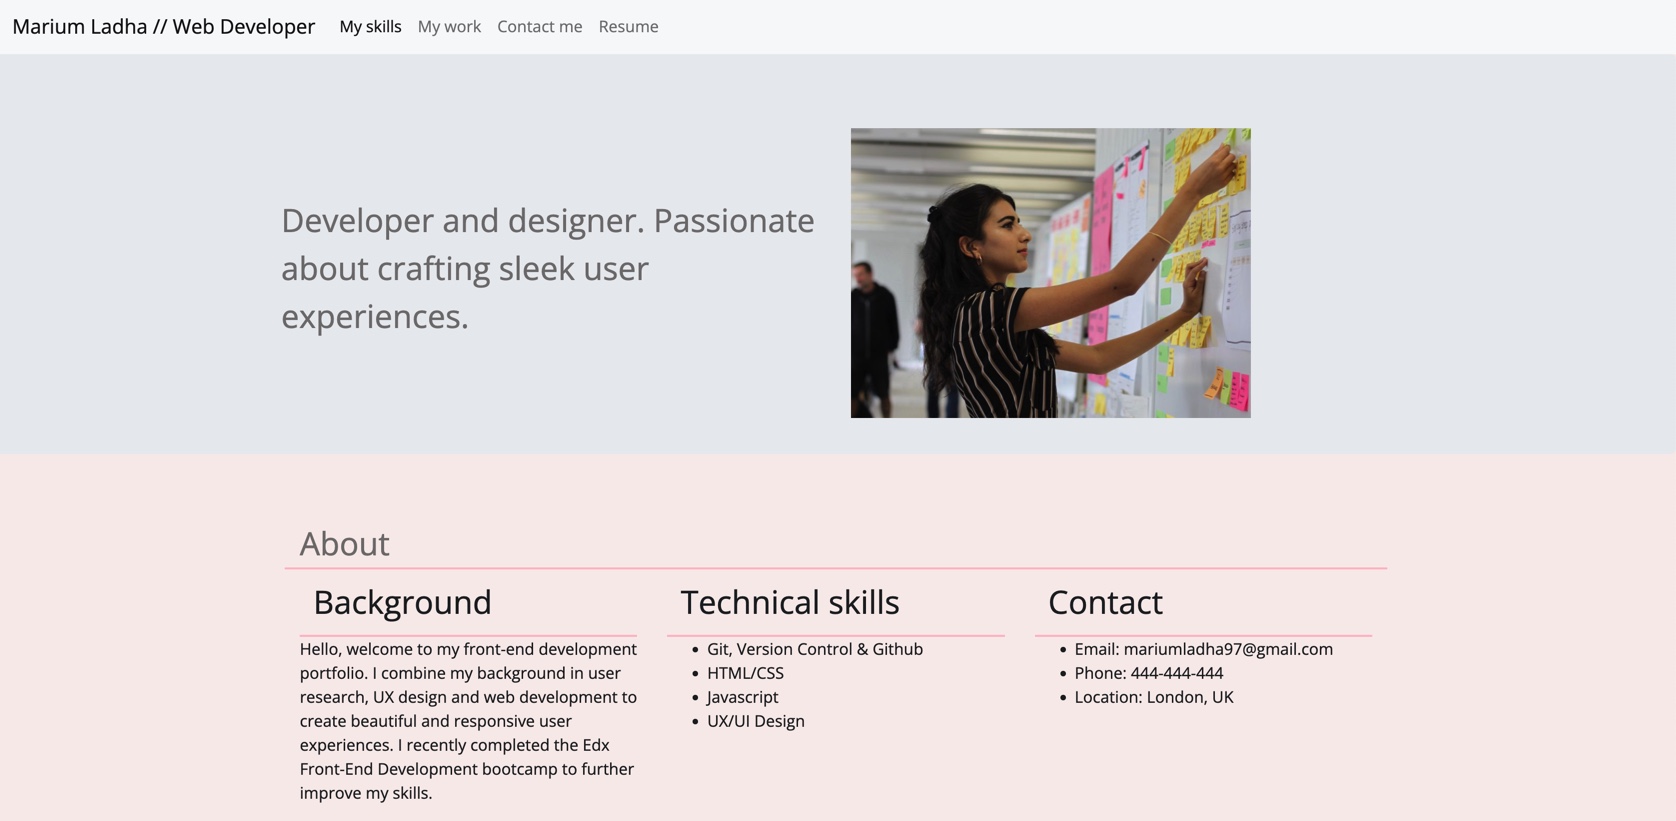 Marium Ladha // Web Developer My skills My work Contact me Resume
Developer and designer. Passionate
about crafting sleek user
experiences.
About
Background
Hello, welcome to my front-end development
portfolio. I combine my background in user
research, UX design and web development to
create beautiful and responsive user
experiences. I recently completed the Edx
Front-End Development bootcamp to further
improve my skills.
Technical skills
Git, Version Control & Github
HTML/CSS
Javascript
UX/UI Design
Contact
Email: mariumladha97@gmail.com
Phone: 444-444-444
Location: London, UK